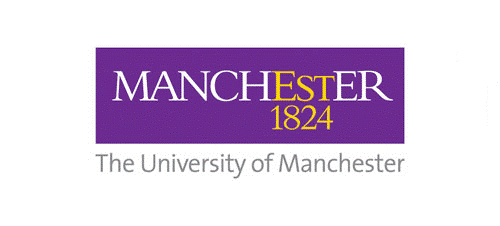 MANCHESTER
1824
The University of Manchester